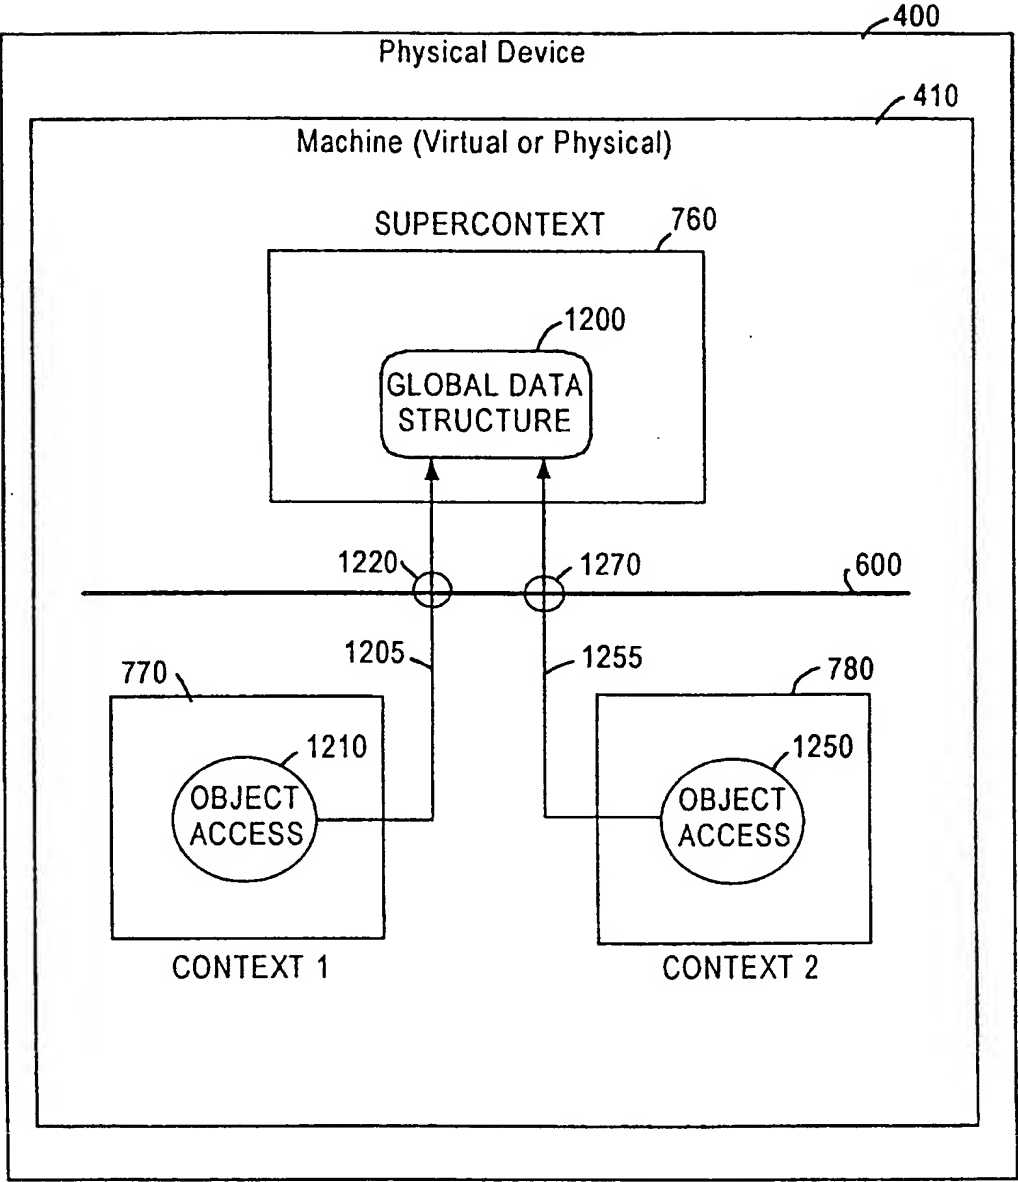 400
Physical Device
410
Machine (Virtual or Physical)
SUPERCONTEXT
760
1200
GLOBAL DATA
STRUCTURE
1220
1270
600
1205
1255
770
780
1210
1250
OBJECT
ACCESS
OBJECT
ACCESS
CONTEXT 1
CONTEXT 2